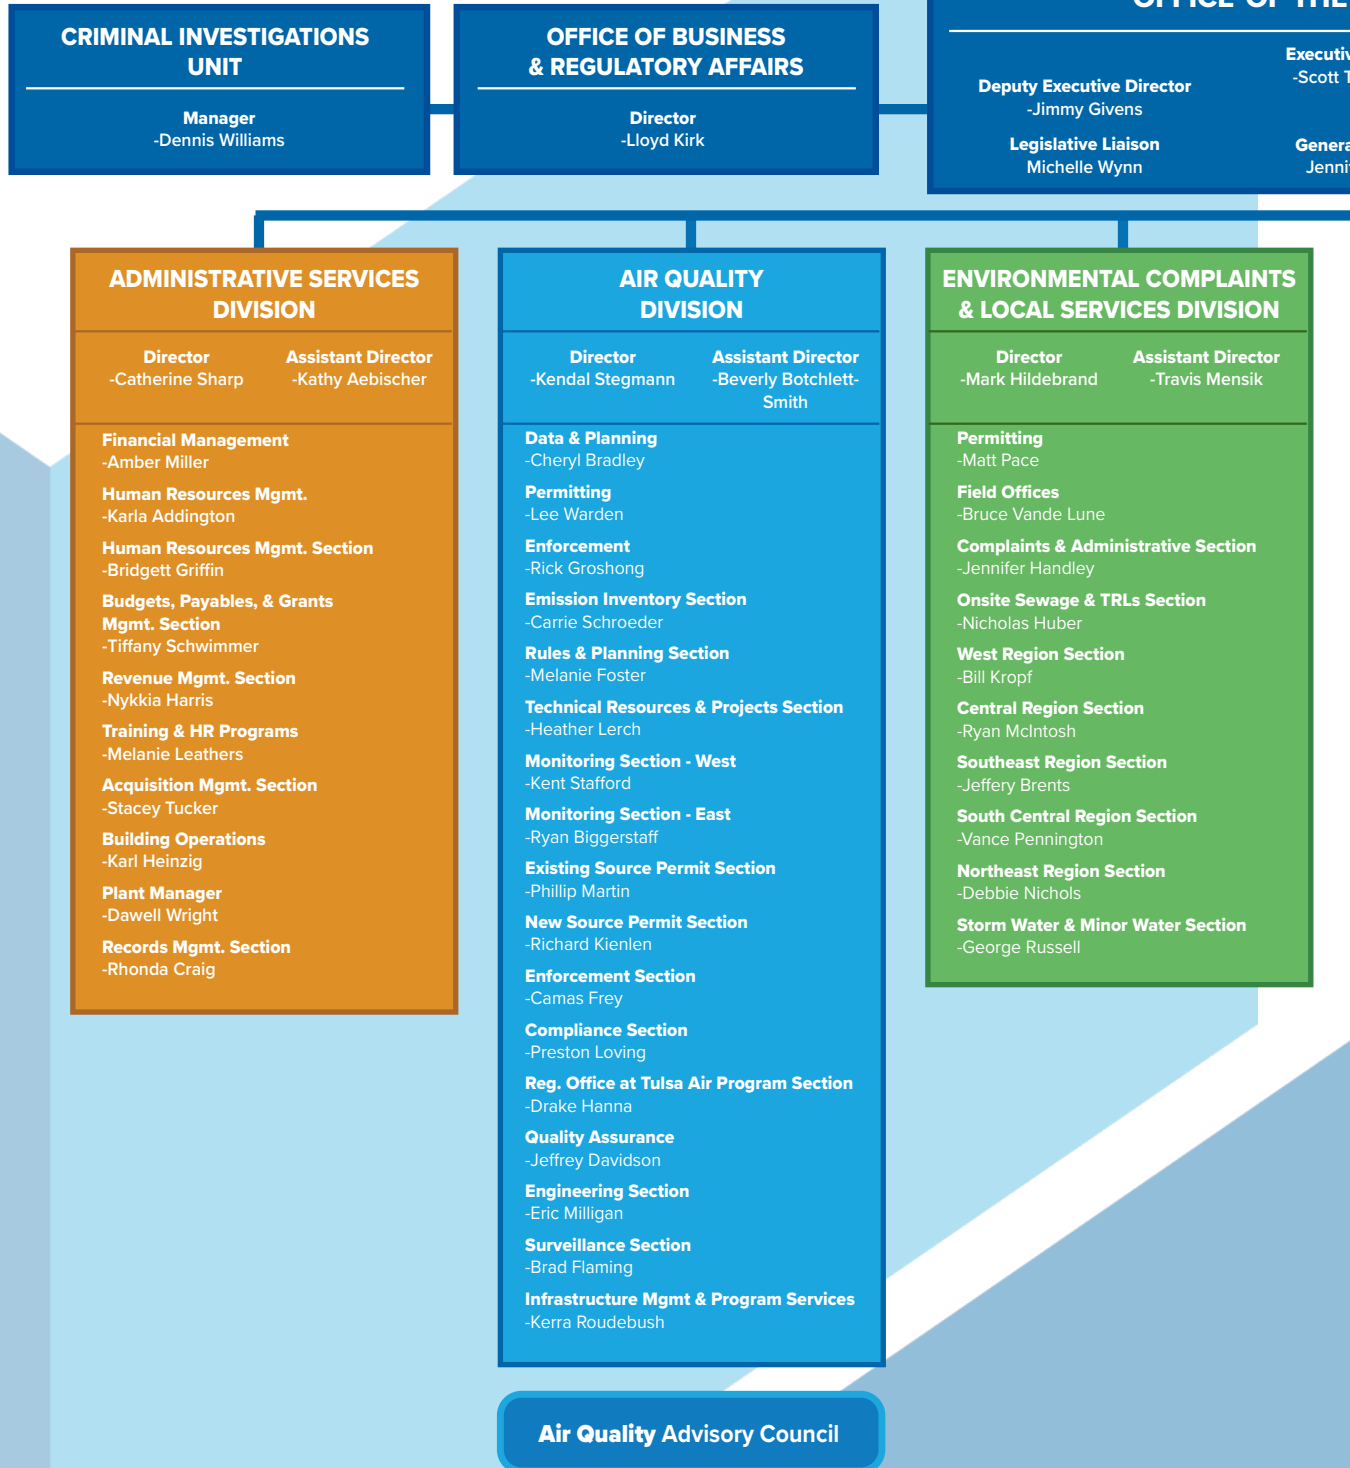 CRIMINAL INVESTIGATIONS
UNIT
Manager
-Dennis Williams
OFFICE OF BUSINESS
& REGULATORY AFFAIRS
Director
-Lloyd Kirk
OFFICE OF THE
Deputy Executive Director
-Jimmy Givens
Legislative Liaison
Michelle Wynn
-Scott
ADMINISTRATIVE SERVICES
DIVISION
Director
-Catherine Sharp
Assistant Director
-Kathy Aebischer
Financial Management
-Amber Miller
Human Resources Mgmt.
-Karla Addington
Human Resources Mgmt. Section
-Bridgett Griffin
Budgets, Payables, & Grants
Mgmt. Section
-Tiffany Schwimmer
Revenue Mgmt. Section
-Nykkia Harris
Training & HR Programs
-Melanie Leathers
Acquisition Mgmt. Section
-Stacey Tucker
Building Operations
-Karl Heinzig
Plant Manager
-Dawell Wright
Records Mgmt. Section
-Rhonda Craig
AIR QUALITY
DIVISION
Director
-Kendal Stegmann
Assistant Director
-Beverly Botchlett-
Smith
Data & Planning
-Cheryl Bradley
Permitting
-Lee Warden
Enforcement
-Rick Groshong
Emission Inventory Section
-Carrie Schroeder
Rules & Planning Section
-Melanie Foster
Technical Resources & Projects Section
-Heather Lerch
Monitoring Section - West
-Kent Stafford
Monitoring Section - East
-Ryan Biggerstaff
Existing Source Permit Section
-Phillip Martin
New Source Permit Section
-Richard Kienlen
Enforcement Section
-Camas Frey
Compliance Section
-Preston Loving
Reg. Office at Tulsa Air Program Section
-Drake Hanna
Quality Assurance
-Jeffrey Davidson
Engineering Section
-Eric Milligan
Surveillance Section
-Brad Flaming
Infrastructure Mgmt & Program Services
-Kerra Roudebush
Air Quality Advisory Council
ENVIRONMENTAL COMPLAINTS
& LOCAL SERVICES DIVISION
Director
-Mark Hildebrand
Assistant Director
-Travis Mensik
Permitting
-Matt Pace
Field Offices
-Bruce Vande Lune
Complaints & Administrative Section
-Jennifer Handley
Onsite Sewage & TRLs Section
-Nicholas Huber
West Region Section
-Bill Kropf
Central Region Section
-Ryan McIntosh
Southeast Region Section
-Jeffery Brents
South Central Region Section
-Vance Pennington
Northeast Region Section
-Debbie Nichols
Storm Water & Minor Water Section
-George Russell